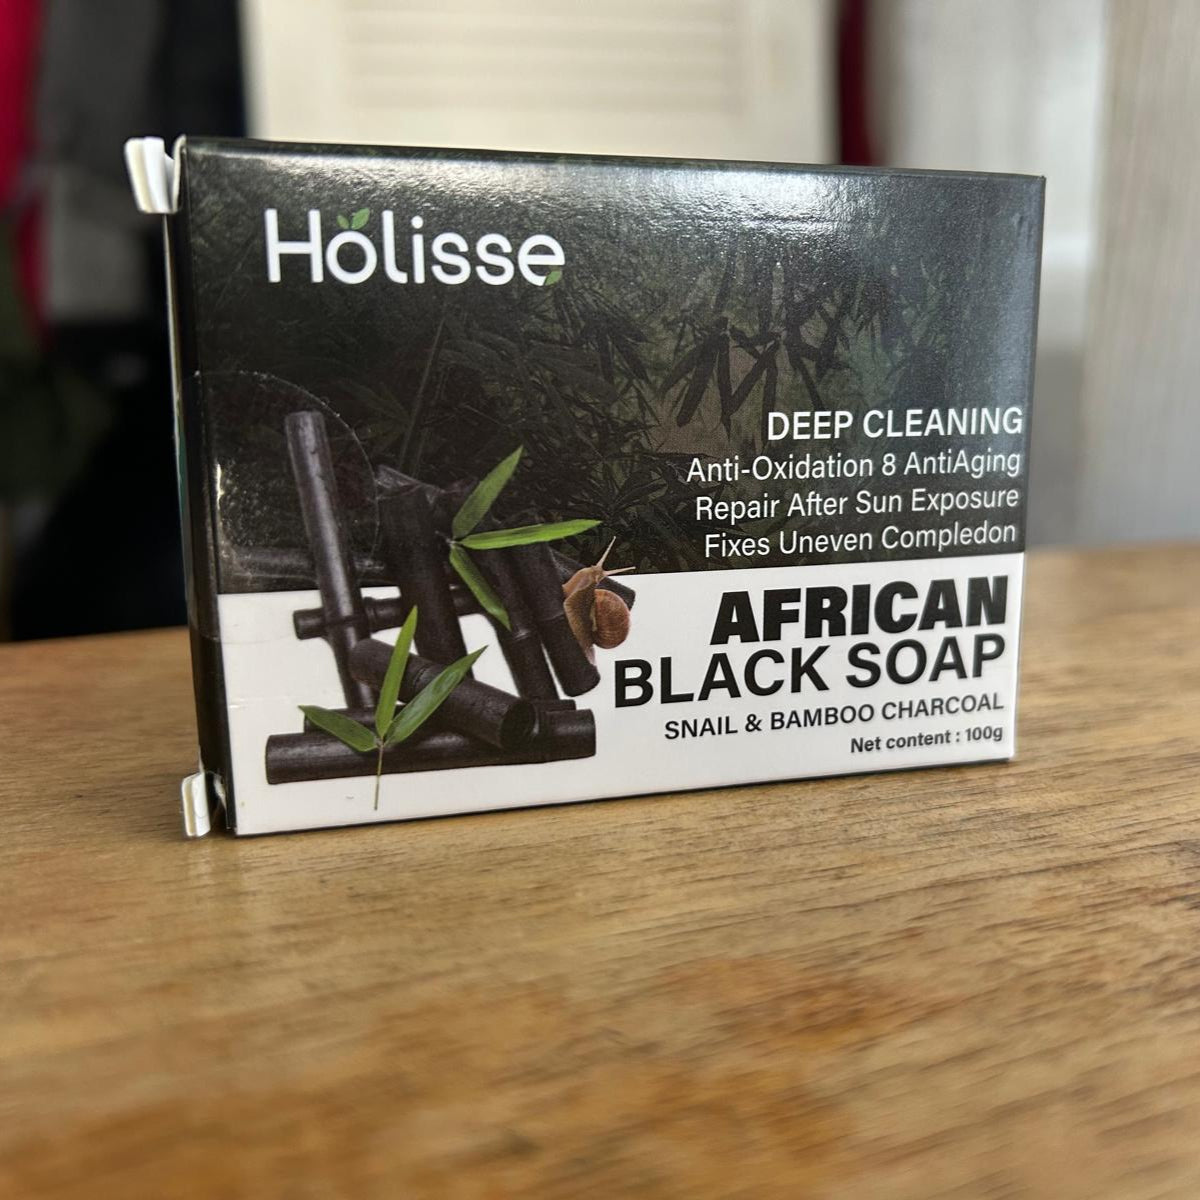 Holisse
DEEP CLEANING
Anti-Oxidation 8 AntiAging
Repair After Sun Exposure
Fixes Uneven Compledon
AFRICAN
BLACK SOAP
SNAIL & BAMBOO CHARCOAL
Net content : 100g